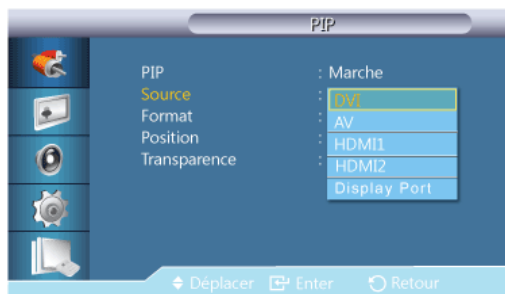 PIP
PIP : Marche
Source : DVI
Format : AV
Position : HDMI1
Transparence : HDMI2
Display Port
Déplacer Enter Retour